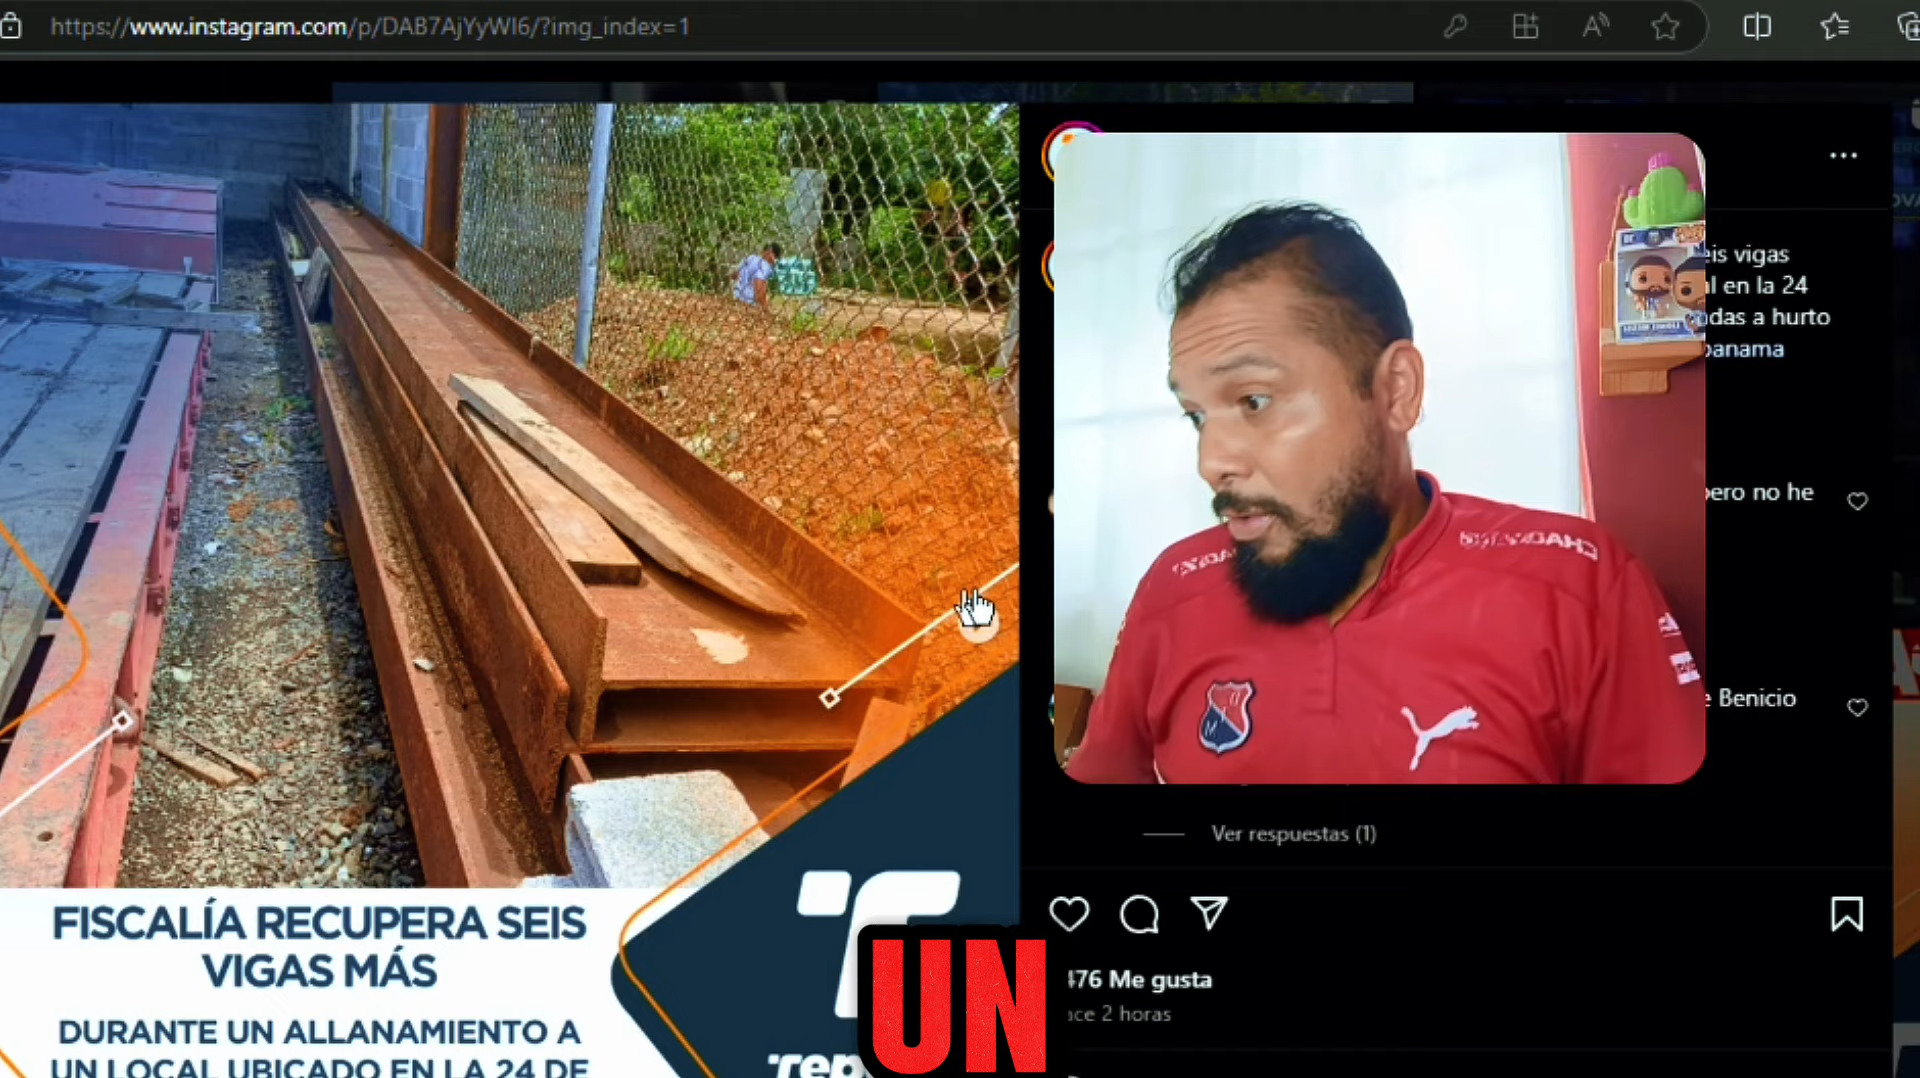 https://www.instagram.com/p/DAB7AjYyWI6/?img_index=1
eis vigas
l en la 24
das a hurto
panama
pero no he
Benicio
Ver respuestas (1)
476 Me gusta
ace 2 horas
FISCALÍA RECUPERA SEIS
VIGAS MÁS
DURANTE UN ALLANAMIENTO A
UN LOCAL UBICADO EN LA 24 DE
UN